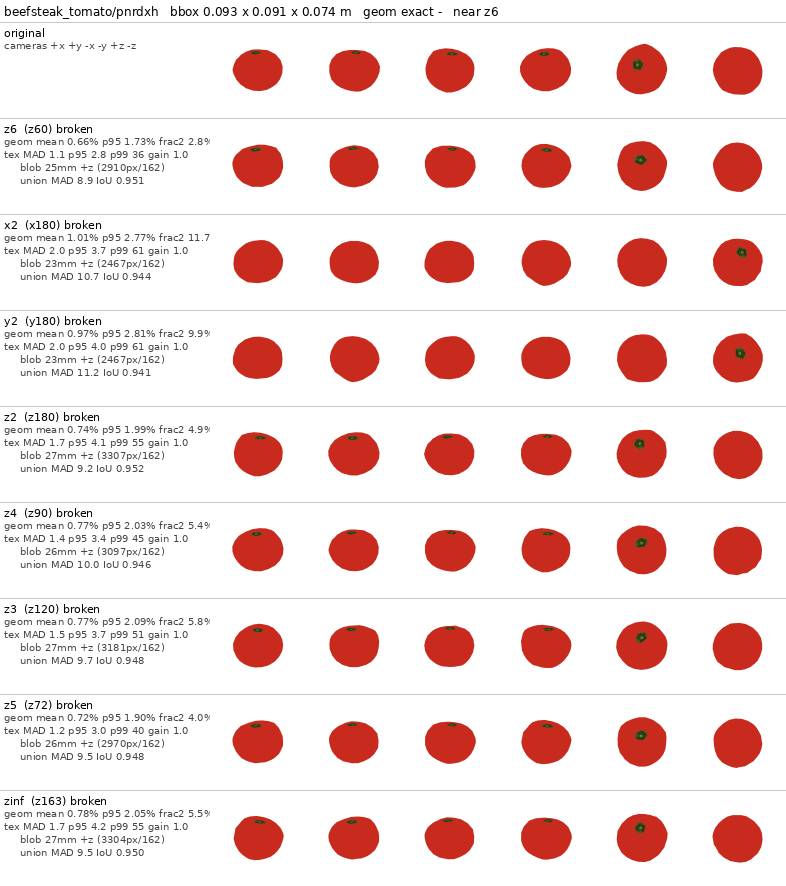 beefsteak_tomato/pnrdxh   bbox 0.093 x 0.091 x 0.074 m   geom exact -   near z6
original
cameras +x +y -x -y +z -z
z6  (z60) broken
geom mean 0.66% p95 1.73% frac2 2.8%
tex MAD 1.1 p95 2.8 p99 36 gain 1.0
blob 25mm +z (2910px/162)
union MAD 8.9 IoU 0.951
x2  (x180) broken
geom mean 1.01% p95 2.77% frac2 11.7
tex MAD 2.0 p95 3.7 p99 61 gain 1.0
blob 23mm +z (2467px/162)
union MAD 10.7 IoU 0.944
y2  (y180) broken
geom mean 0.97% p95 2.81% frac2 9.9%
tex MAD 2.0 p95 4.0 p99 61 gain 1.0
blob 23mm +z (2467px/162)
union MAD 11.2 IoU 0.941
z2  (z180) broken
geom mean 0.74% p95 1.99% frac2 4.9%
tex MAD 1.7 p95 4.1 p99 55 gain 1.0
blob 27mm +z (3307px/162)
union MAD 9.2 IoU 0.952
z4  (z90) broken
geom mean 0.77% p95 2.03% frac2 5.4%
tex MAD 1.4 p95 3.4 p99 45 gain 1.0
blob 26mm +z (3097px/162)
union MAD 10.0 IoU 0.946
z3  (z120) broken
geom mean 0.77% p95 2.09% frac2 5.8%
tex MAD 1.5 p95 3.7 p99 51 gain 1.0
blob 27mm +z (3181px/162)
union MAD 9.7 IoU 0.948
z5  (z72) broken
geom mean 0.72% p95 1.90% frac2 4.0%
tex MAD 1.2 p95 3.0 p99 40 gain 1.0
blob 26mm +z (2970px/162)
union MAD 9.5 IoU 0.948
zinf  (z163) broken
geom mean 0.78% p95 2.05% frac2 5.5%
tex MAD 1.7 p95 4.2 p99 55 gain 1.0
blob 27mm +z (3304px/162)
union MAD 9.5 IoU 0.950